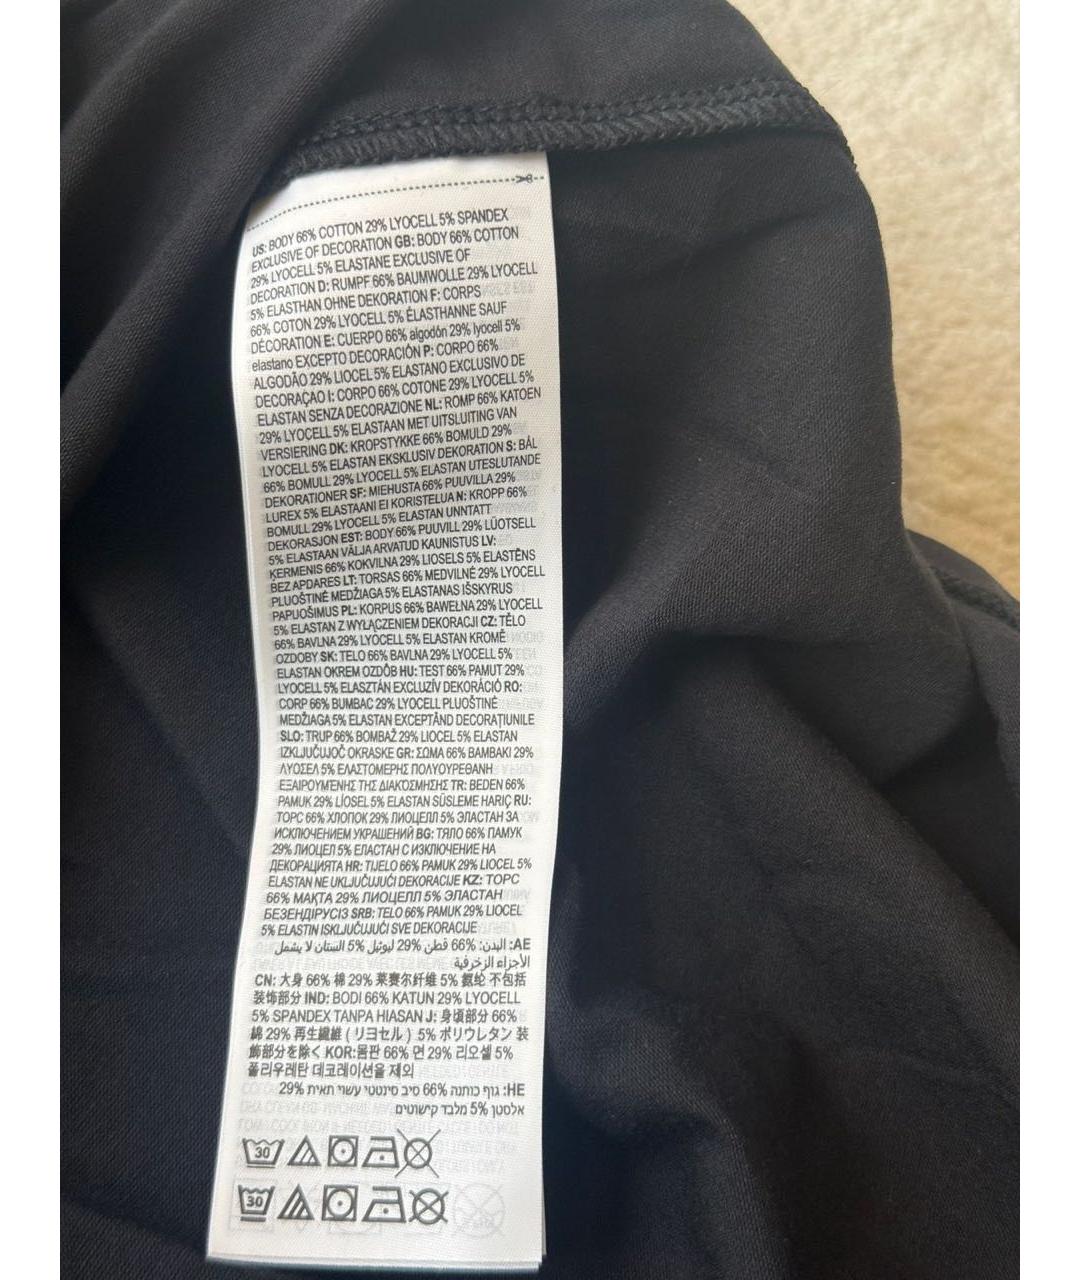 US: BODY 66% COTTON 29% LYOCELL 5% SPANDEX
EXCLUSIVE OF DECORATION GB: BODY 66% COTTON
29% LYOCELL 5% ELASTANE EXCLUSIVE OF
DECORATION D: RUMPF 66% BAUMWOLLE 29% LYOCELL
5% ELASTHAN OHNE DEKORATION F: CORPS
66% COTON 29% LYOCELL 5% ÉLASTHANNE SAUF
DÉCORATION E: CUERPO 66% algodón 29% lyocell 5%
elastano EXCEPTO DECORACIÓN P: CORPO 66%
ALGODÃO 29% LIOCEL 5% ELASTANO EXCLUSIVO DE
DECORAÇAO I: CORPO 66% COTONE 29% LYOCELL 5%
ELASTAN SENZA DECORAZIONE NL: ROMP 66% KATOEN
29% LYOCELL 5% ELASTAAN MET UITSLUITING VAN
VERSIERING DK: KROPSTYKKE 66% BOMULD 29%
LYOCELL 5% ELASTAN EKSKLUSIV DEKORATION S: BÅL
66% BOMULL 29% LYOCELL 5% ELASTAN UTESLUTANDE
DEKORATIONER SF: MIEHUSTA 66% PUUVILLA 29%
LUREX 5% ELASTAANI EI KORISTELUA N: KROPP 66%
BOMULL 29% LYOCELL 5% ELASTAN UNNTATT
DEKORASJON EST: BODY 66% PUUVILL 29% LÜOTSELL
5% ELASTAAN VÄLJA ARVATUD KAUNISTUS LV:
ĶERMENIS 66% KOKVILNA 29% LIOSELS 5% ELASTĒNS
BEZ APDARES LT: TORSAS 66% MEDVILNĖ 29% LYOCELL
PLUOŠTINĖ MEDŽIAGA 5% ELASTANAS IŠSKYRUS
PAPUOŠIMUS PL: KORPUS 66% BAWEŁNA 29% LYOCELL
5% ELASTAN Z WYŁĄCZENIEM DEKORACJI CZ: TĚLO
66% BAVLNA 29% LYOCELL 5% ELASTAN KROMĚ
OZDOBY SK: TELO 66% BAVLNA 29% LYOCELL 5%
ELASTAN OKREM OZDÔB HU: TEST 66% PAMUT 29%
LYOCELL 5% ELASZTÁN EXCLUZÍV DEKORÁCIÓ RO:
CORP 66% BUMBAC 29% LYOCELL PLUOŠTINĖ
MEDŽIAGA 5% ELASTAN EXCEPTÂND DECORAȚIUNILE
SLO: TRUP 66% BOMBAŽ 29% LIOCEL 5% ELASTAN
IZKLJUČUJOČ OKRASKE GR: ΣΩΜΑ 66% ΒΑΜΒΑΚΙ 29%
ΛΥΟΣΕΛ 5% ΕΛΑΣΤΟΜΕΡΗΣ ΠΟΛΥΟΥΡΕΘΑΝΗ
ΕΞΑΙΡΟΥΜΈΝΗΣ ΤΗΣ ΔΙΑΚΌΣΜΗΣΗΣ TR: BEDEN 66%
PAMUK 29% LİOSEL 5% ELASTAN SÜSLEME HARİÇ RU:
ТОРС 66% ХЛОПОК 29% ЛИОЦЕЛЛ 5% ЭЛАСТАН ЗА
ИСКЛЮЧЕНИЕМ УКРАШЕНИЙ BG: ТЯЛО 66% ПАМУК
29% ЛИОЦЕЛ 5% ЕЛАСТАН С ИЗКЛЮЧЕНИЕ НА
ДЕКОРАЦИЯТА HR: TIJELO 66% PAMUK 29% LIOCEL 5%
ELASTAN NE UKLJUČUJUĆI DEKORACIJE KZ: ТОРС
66% МАҚТА 29% ЛИОЦЕЛЛ 5% ЭЛАСТАН
БЕЗЕНДІРУСІЗ SRB: TELO 66% PAMUK 29% LIOCEL
5% ELASTIN ISKLJUČUJUĆI SVE DEKORACIJE
AE: البدن: 66% قطن 29% ليوتيل 5% الستان لا يشمل
الأجزاء الزخرفية
CN: 大身 66% 棉 29% 莱赛尔纤维 5% 氨纶 不包括
装饰部分 IND: BODI 66% KATUN 29% LYOCELL
5% SPANDEX TANPA HIASAN J: 身頃部分 66%
綿 29% 再生繊維 ( リヨセル ) 5% ポリウレタン 装
飾部分を除く KOR:몸판 66% 면 29% 리오셀 5%
폴리우레탄 데코레이션을 제외
HE: גוף כותנה 66% סיב סינטטי עשוי תאית 29%
אלסטן 5% מלבד קישוטים
30
30